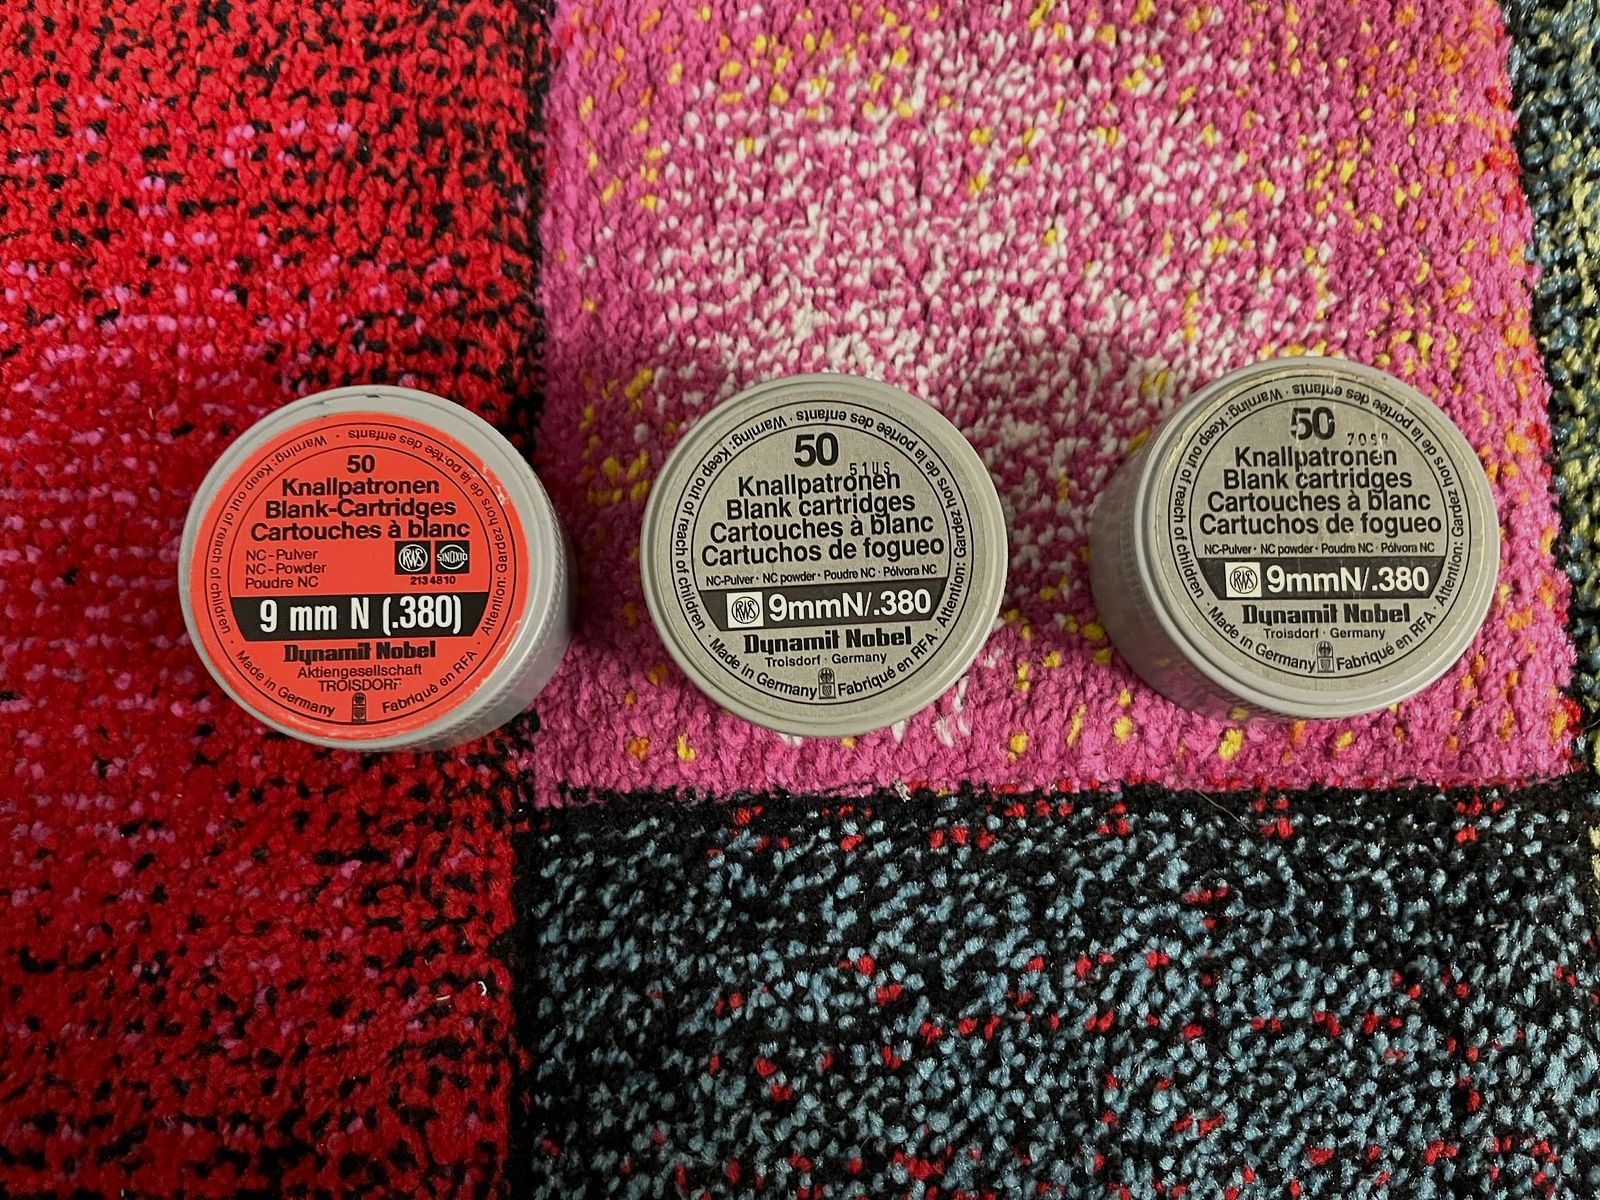 Warning: Keep out of reach of children
Attention: Gardez hors de la portée des enfants
50
Knallpatronen
Blank-Cartridges
Cartouches à blanc
NC-Pulver
NC-Powder
Poudre NC
RWS SINOXID
213 4810
9 mm N (.380)
Dynamit Nobel
Aktiengesellschaft
TROISDORF
Made in Germany
Fabriqué en RFA
Warning: Keep out of reach of children
Attention: Gardez hors de la portée des enfants
50
51US
Knallpatronen
Blank cartridges
Cartouches à blanc
Cartuchos de fogueo
NC-Pulver · NC powder · Poudre NC · Pólvora NC
RWS 9mmN/.380
Dynamit Nobel
Troisdorf · Germany
Made in Germany
Fabriqué en RFA
Warning: Keep out of reach of children
Attention: Gardez hors de la portée des enfants
50
Knallpatronen
Blank cartridges
Cartouches à blanc
Cartuchos de fogueo
NC-Pulver · NC powder · Poudre NC · Pólvora NC
RWS 9mmN/.380
Dynamit Nobel
Troisdorf · Germany
Made in Germany
Fabriqué en RFA